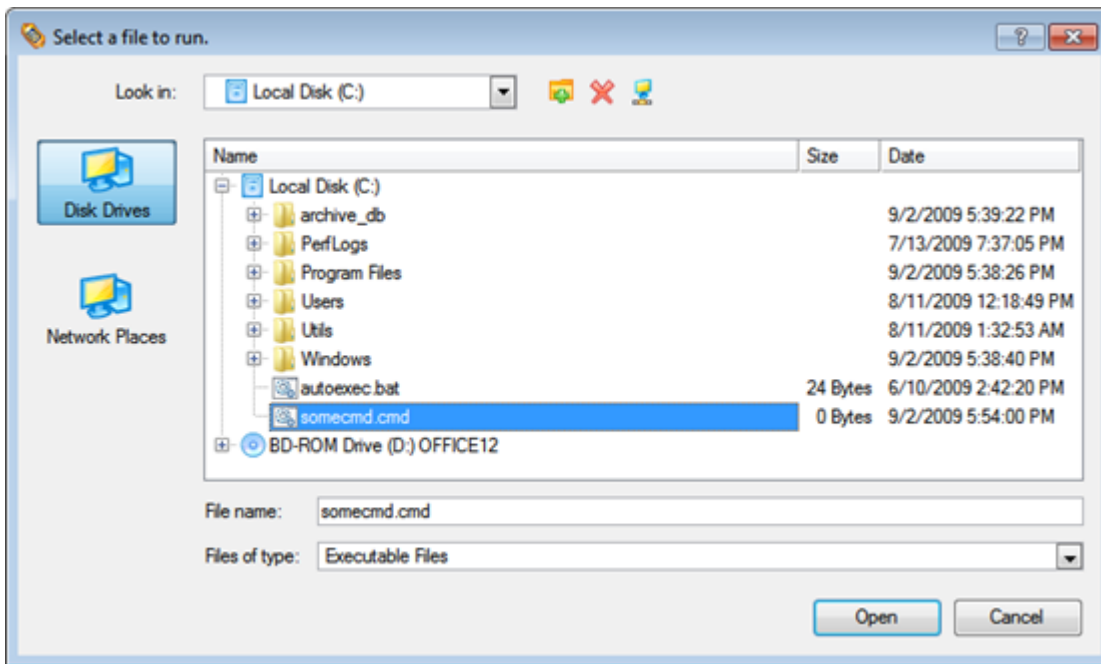 Select a file to run.
Look in: Local Disk (C:)
Disk Drives
Network Places
Name Size Date
Local Disk (C:)
archive_db 9/2/2009 5:39:22 PM
PerfLogs 7/13/2009 7:37:05 PM
Program Files 9/2/2009 5:38:26 PM
Users 8/11/2009 12:18:49 PM
Utils 8/11/2009 1:32:53 AM
Windows 9/2/2009 5:38:40 PM
autoexec.bat 24 Bytes 6/10/2009 2:42:20 PM
somecmd.cmd 0 Bytes 9/2/2009 5:54:00 PM
BD-ROM Drive (D:) OFFICE12
File name: somecmd.cmd
Files of type: Executable Files
Open Cancel